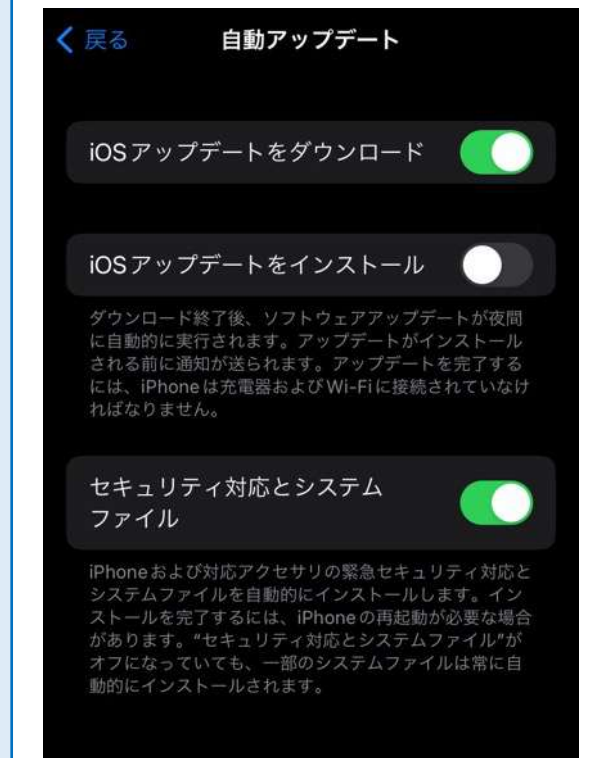 戻る 自動アップデート
iOSアップデートをダウンロード
iOSアップデートをインストール
ダウンロード終了後、ソフトウェアアップデートが夜間
に自動的に実行されます。アップデートがインストール
される前に通知が送られます。アップデートを完了する
には、iPhoneは充電器およびWi-Fiに接続されていなけ
ればなりません。
セキュリティ対応とシステム
ファイル
iPhoneおよび対応アクセサリの緊急セキュリティ対応と
システムファイルを自動的にインストールします。イン
ストールを完了するには、iPhoneの再起動が必要な場合
があります。“セキュリティ対応とシステムファイル”が
オフになっていても、一部のシステムファイルは常に自
動的にインストールされます。